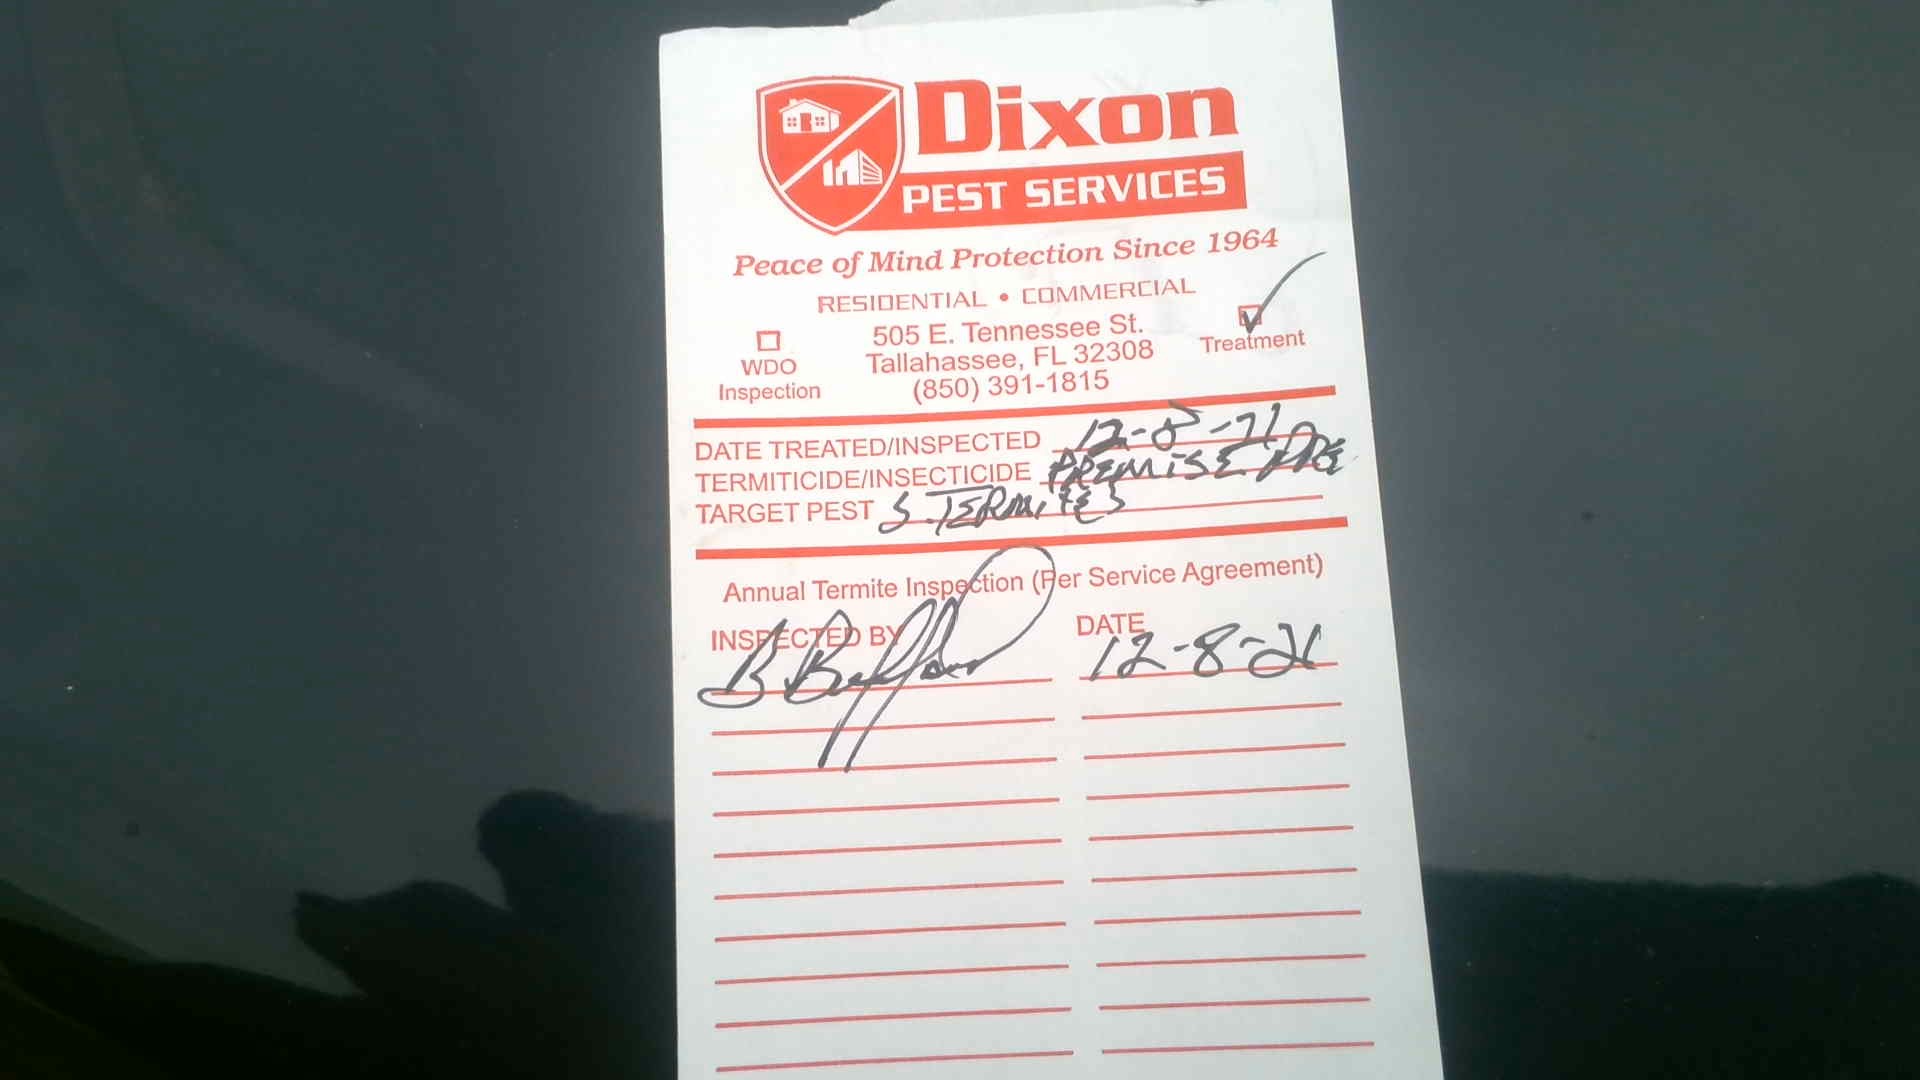 Dixon
PEST SERVICES
Peace of Mind Protection Since 1964
RESIDENTIAL • COMMERCIAL
505 E. Tennessee St.
Tallahassee, FL 32308
(850) 391-1815
WDO
Inspection
Treatment
DATE TREATED/INSPECTED 12-8-21
TERMITICIDE/INSECTICIDE PREMISE PRE
TARGET PEST S. TERMITES
Annual Termite Inspection (Per Service Agreement)
INSPECTED BY DATE
B 12-8-21